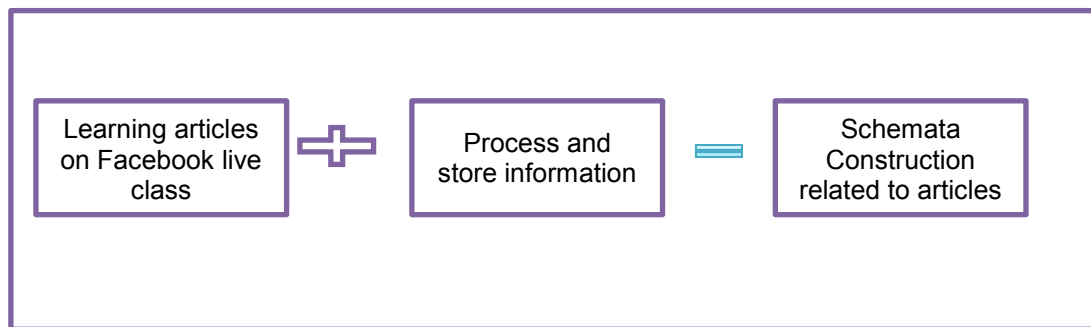 Learning articles
on Facebook live
class
Process and
store information
Schemata
Construction
related to articles